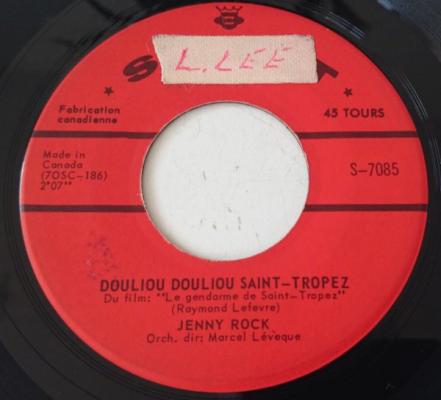 L. LEE
Fabrication
canadienne
45 TOURS
Made in
Canada
(7OSC-186)
2'07"
S-7085
DOULIOU DOULIOU SAINT-TROPEZ
Du film: "Le gendarme de Saint-Tropez"
(Raymond Lefevre)
JENNY ROCK
Orch. dir: Marcel Lévèque